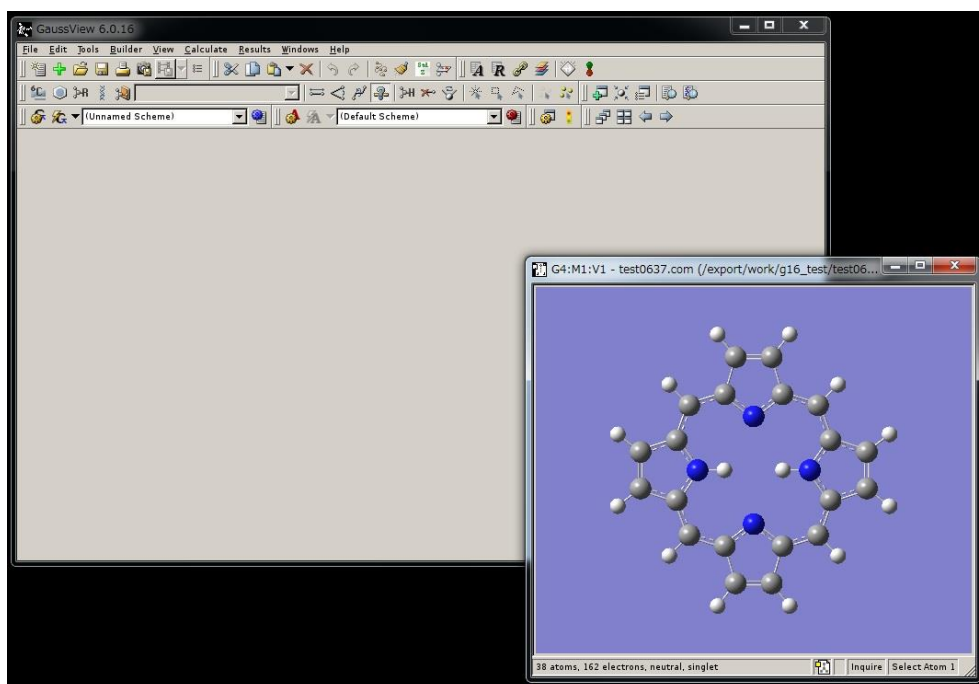 GaussView 6.0.16
File Edit Tools Builder View Calculate Results Windows Help
A R
R
(Unnamed Scheme) (Default Scheme)
G4:M1:V1 - test0637.com (/export/work/g16_test/test06...
38 atoms, 162 electrons, neutral, singlet Inquire Select Atom 1